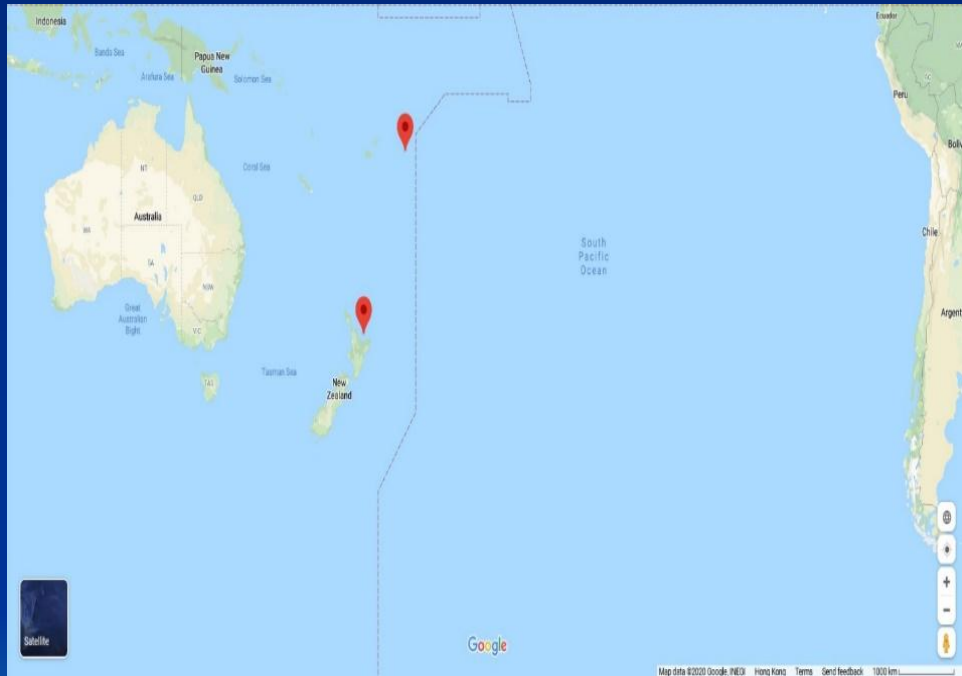 Indonesia
Banda Sea
Arafura Sea
Papua New
Guinea
Solomon Sea
Ecuador
Peru
Coral Sea
NT
QLD
Australia
WA
SA
NSW
VIC
TAS
Great
Australian
Bight
Tasman Sea
New
Zealand
South
Pacific
Ocean
Chile
Satellite
Google
Map data ©2020 Google, INEGI Hong Kong Terms Send feedback 1000 km